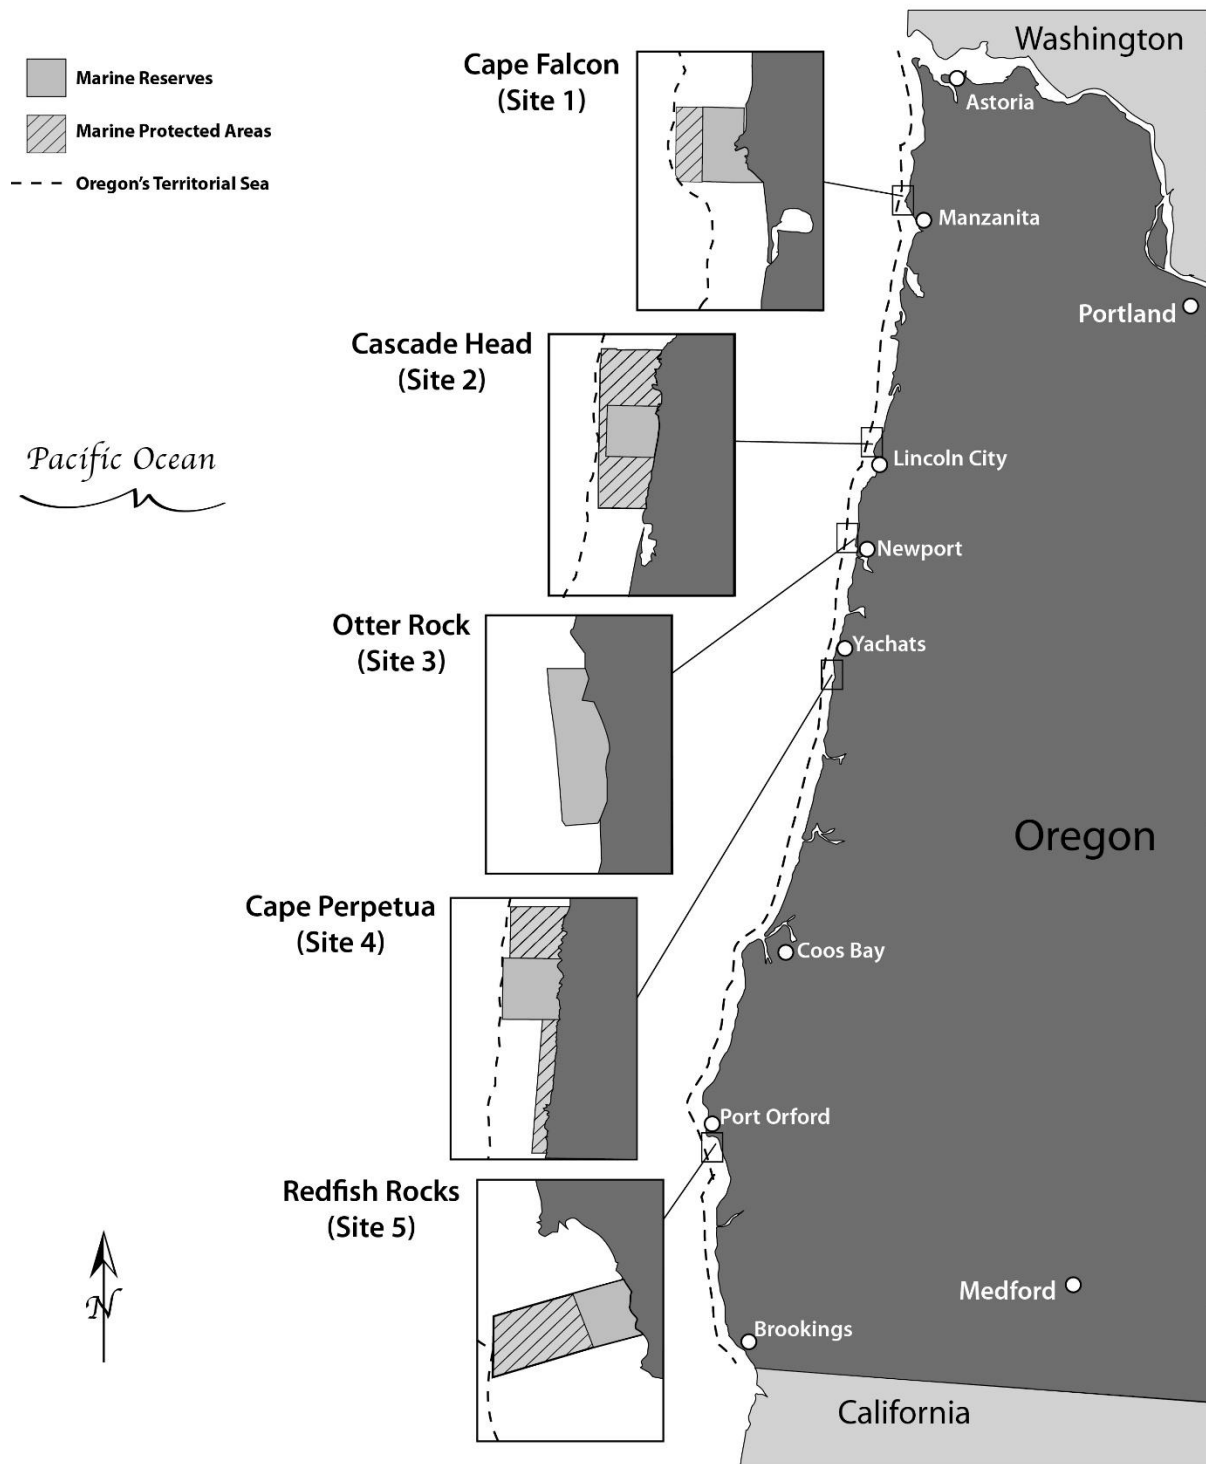 Marine Reserves
Marine Protected Areas
Oregon's Territorial Sea
Cape Falcon
(Site 1)
Washington
Astoria
Manzanita
Portland
Cascade Head
(Site 2)
Pacific Ocean
Lincoln City
Newport
Otter Rock
(Site 3)
Yachats
Oregon
Cape Perpetua
(Site 4)
Coos Bay
Port Orford
Redfish Rocks
(Site 5)
N
Medford
Brookings
California